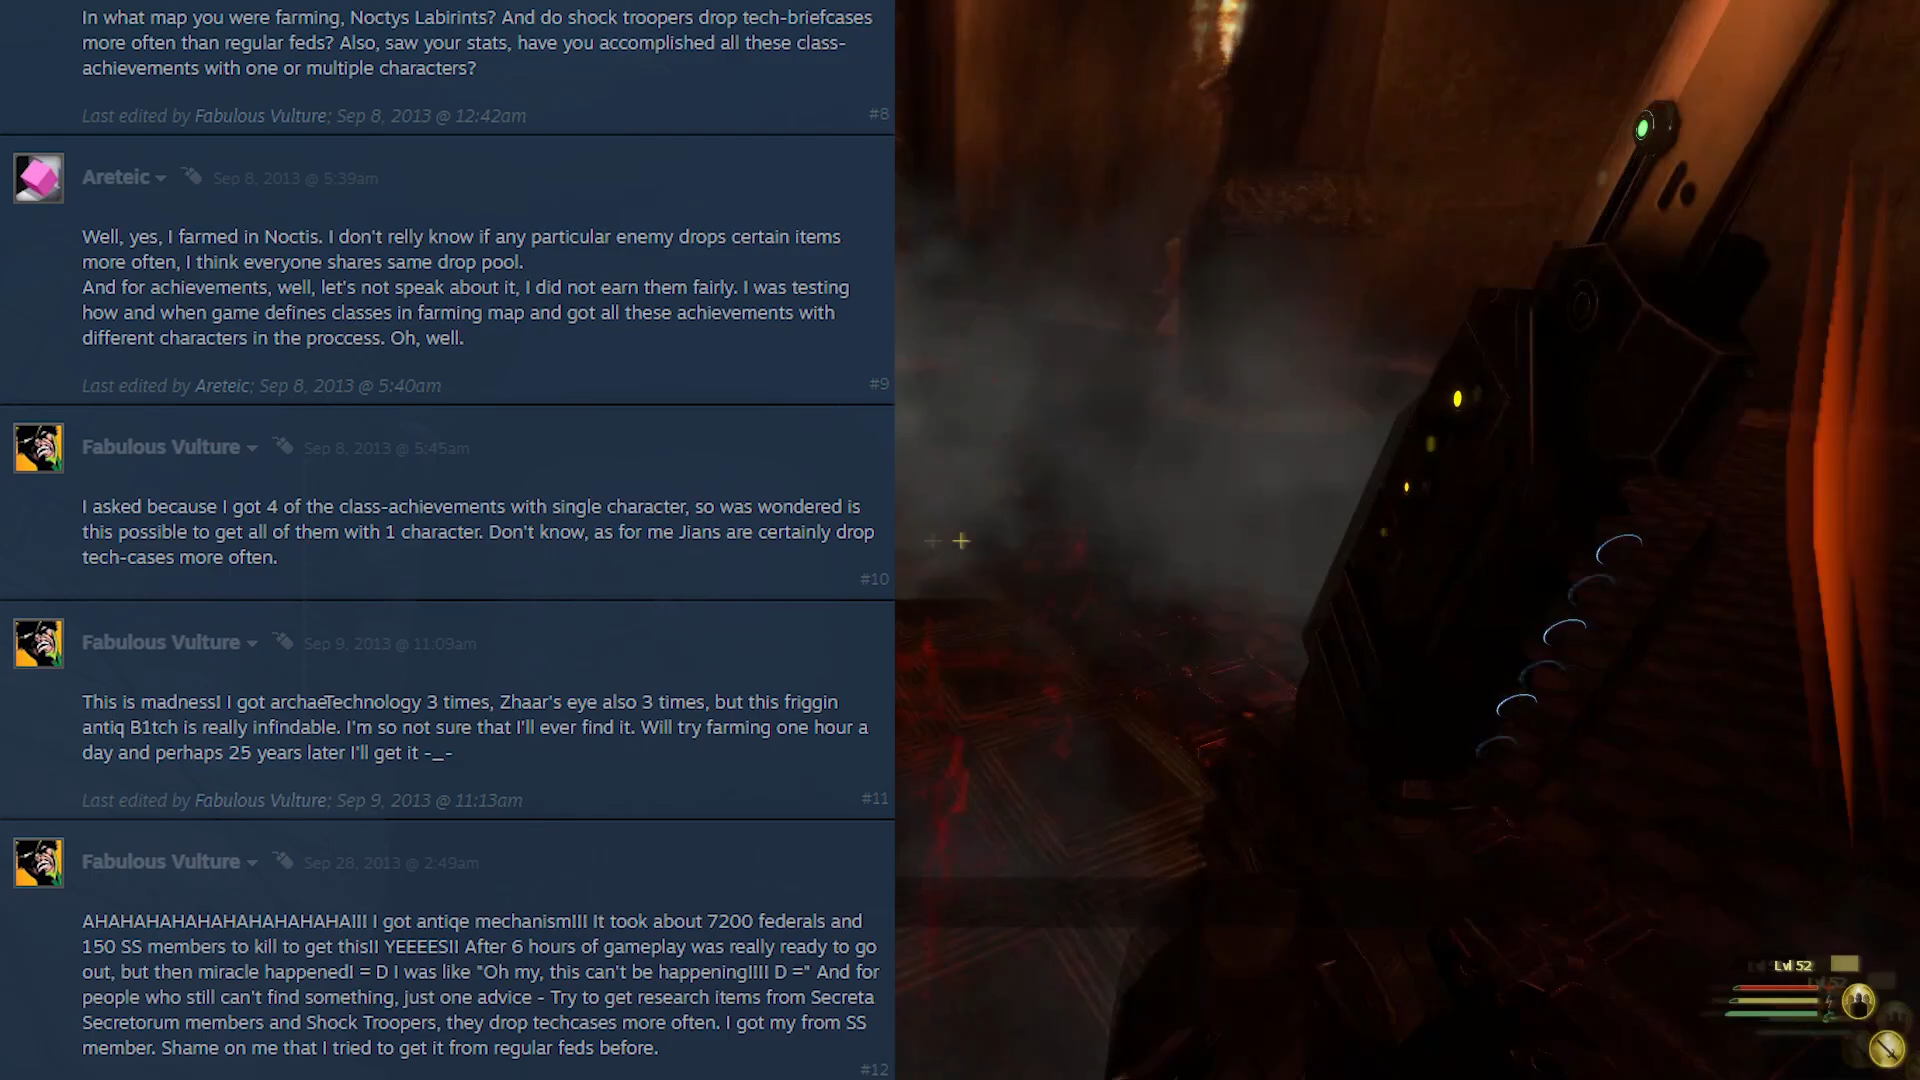 In what map you were farming, Noctys Labirints? And do shock troopers drop tech-briefcases
more often than regular feds? Also, saw your stats, have you accomplished all these class-
achievements with one or multiple characters?
Last edited by Fabulous Vulture; Sep 8, 2013 @ 12:42am
#8
Areteic
Sep 8, 2013 @ 5:39am
Well, yes, I farmed in Noctis. I don't relly know if any particular enemy drops certain items
more often, I think everyone shares same drop pool.
And for achievements, well, let's not speak about it, I did not earn them fairly. I was testing
how and when game defines classes in farming map and got all these achievements with
different characters in the proccess. Oh, well.
Last edited by Areteic; Sep 8, 2013 @ 5:40am
#9
Fabulous Vulture
Sep 8, 2013 @ 5:45am
I asked because I got 4 of the class-achievements with single character, so was wondered is
this possible to get all of them with 1 character. Don't know, as for me Jians are certainly drop
tech-cases more often.
#10
Fabulous Vulture
Sep 9, 2013 @ 11:09am
This is madness! I got archaeTechnology 3 times, Zhaar's eye also 3 times, but this friggin
antiq B1tch is really infindable. I'm so not sure that I'll ever find it. Will try farming one hour a
day and perhaps 25 years later I'll get it -_-
Last edited by Fabulous Vulture; Sep 9, 2013 @ 11:13am
#11
Fabulous Vulture
Sep 28, 2013 @ 2:49am
AHAHAHAHAHAHAHAHAHAHA!!! I got antiqe mechanism!!! It took about 7200 federals and
150 SS members to kill to get this!! YEEEES!! After 6 hours of gameplay was really ready to go
out, but then miracle happened! = D I was like "Oh my, this can't be happening!!!! D =" And for
people who still can't find something, just one advice - Try to get research items from Secreta
Secretorum members and Shock Troopers, they drop techcases more often. I got my from SS
member. Shame on me that I tried to get it from regular feds before.
#12
Lvl 52